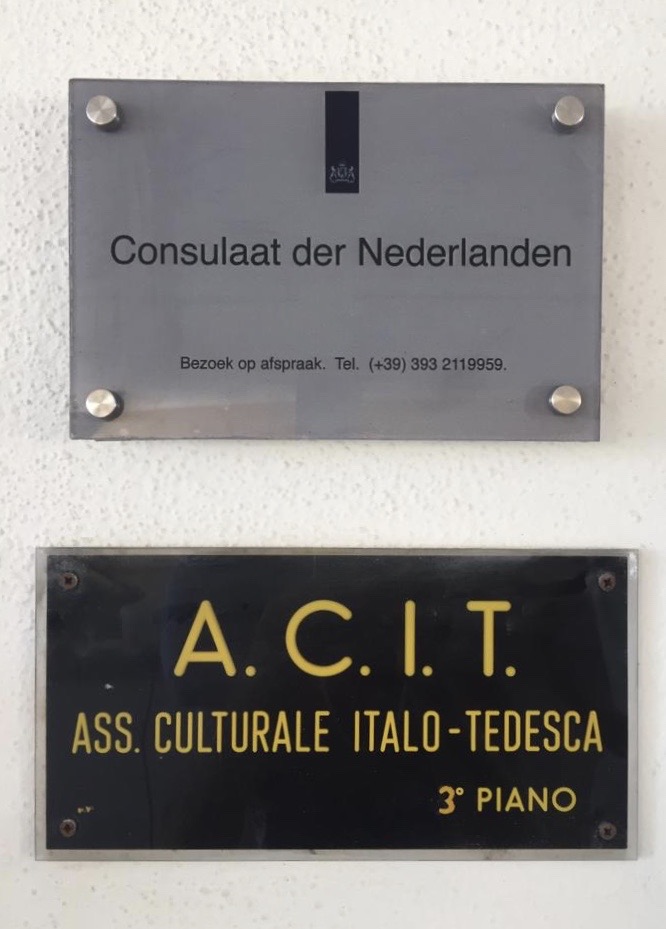 Consulaat der Nederlanden
Bezoek op afspraak. Tel. (+39) 393 2119959.
A. C. I. T.
ASS. CULTURALE ITALO-TEDESCA
3° PIANO